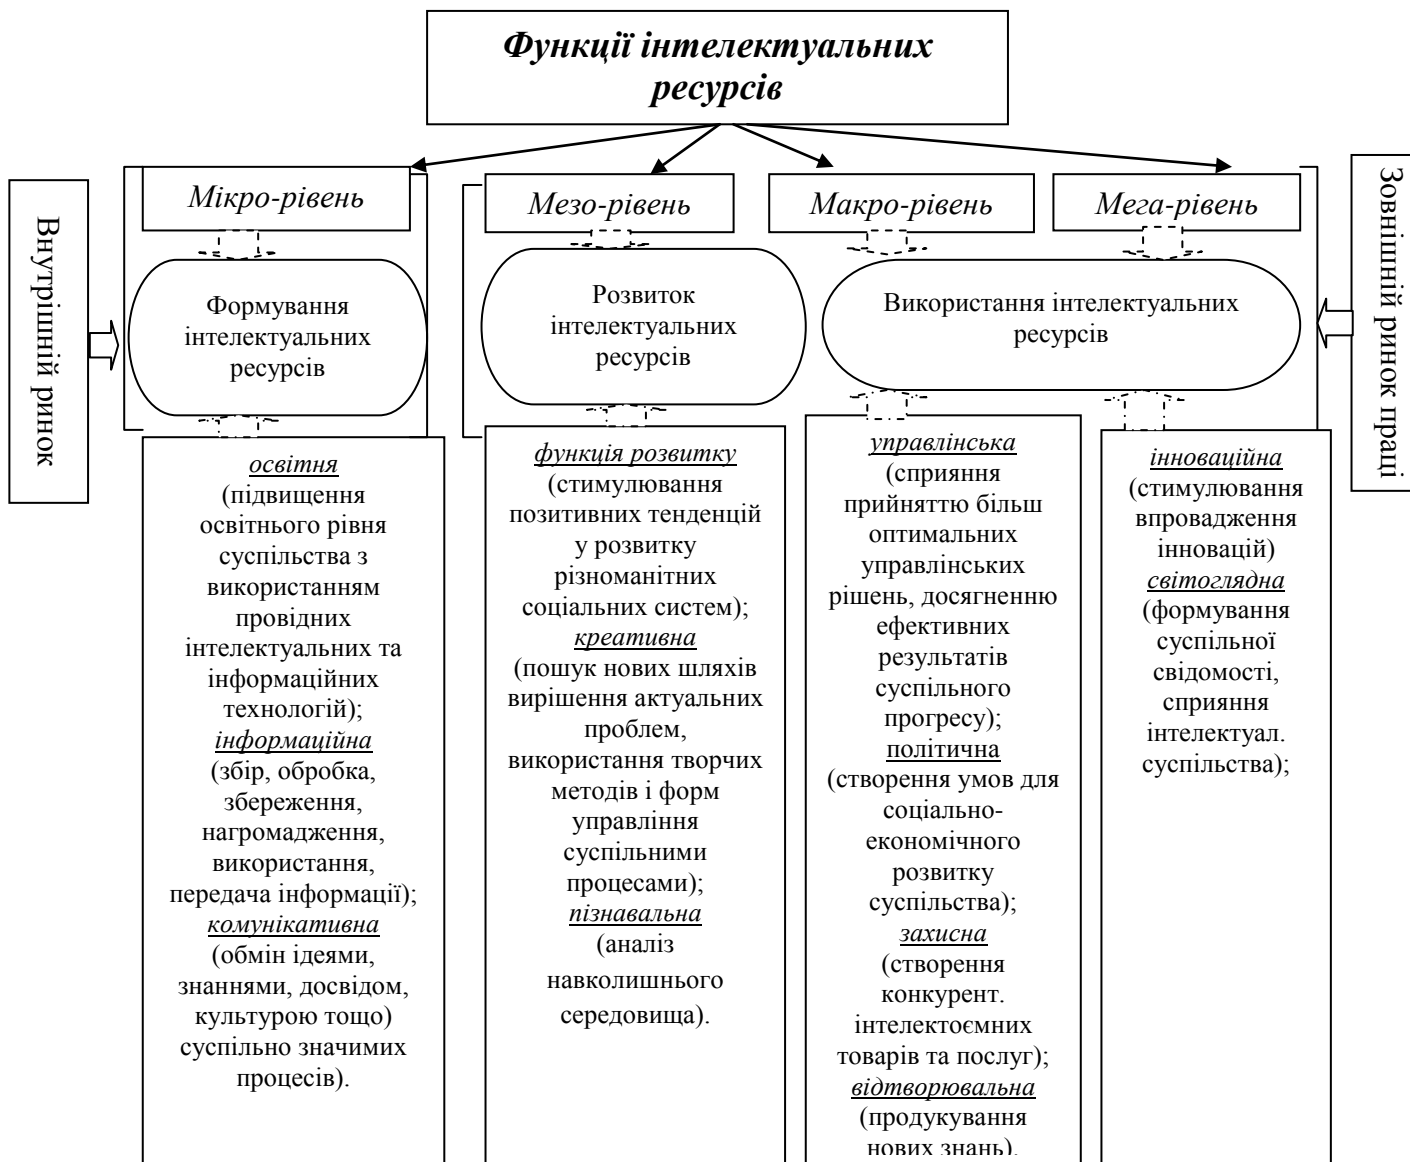 Функції інтелектуальних
ресурсів
Внутрішній ринок
Мікро-рівень
Мезо-рівень
Макро-рівень
Мега-рівень
Зовнішній ринок праці
Формування
інтелектуальних
ресурсів
Розвиток
інтелектуальних
ресурсів
Використання інтелектуальних
ресурсів
освітня
(підвищення
освітнього рівня
суспільства з
використанням
провідних
інтелектуальних та
інформаційних
технологій);
інформаційна
(збір, обробка,
збереження,
нагромадження,
використання,
передача інформації);
комунікативна
(обмін ідеями,
знаннями, досвідом,
культурою тощо)
суспільно значимих
процесів).
функція розвитку
(стимулювання
позитивних тенденцій
у розвитку
різноманітних
соціальних систем);
креативна
(пошук нових шляхів
вирішення актуальних
проблем,
використання творчих
методів і форм
управління
суспільними
процесами);
пізнавальна
(аналіз
навколишнього
середовища).
управлінська
(сприяння
прийняттю більш
оптимальних
управлінських
рішень, досягненню
ефективних
результатів
суспільного
прогресу);
політична
(створення умов для
соціально-
економічного
розвитку
суспільства);
захисна
(створення
конкурент.
інтелектоємних
товарів та послуг);
відтворювальна
(продукування
нових знань).
інноваційна
(стимулювання
впровадження
інновацій)
світоглядна
(формування
суспільної
свідомості,
сприяння
інтелектуал.
суспільства);